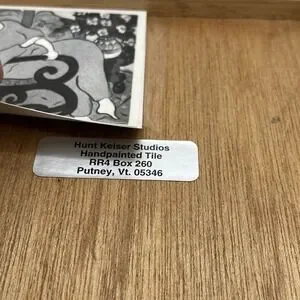 Hunt Keiser Studios
Handpainted Tile
RR4 Box 260
Putney, Vt. 05346